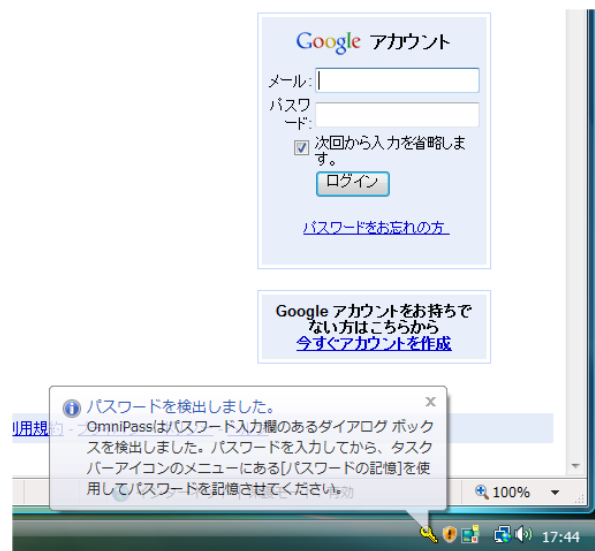 Google アカウント
メール:
パスワ
ード:
次回から入力を省略しま
す。
ログイン
パスワードをお忘れの方
Google アカウントをお持ちで
ない方はこちらから
今すぐアカウントを作成
パスワードを検出しました。 x
利用規約 -
OmniPassはパスワード入力欄のあるダイアログ ボック
スを検出しました。パスワードを入力してから、タスク
バーアイコンのメニューにある[パスワードの記憶]を使
用してパスワードを記憶させてください。
有効
100%
17:44